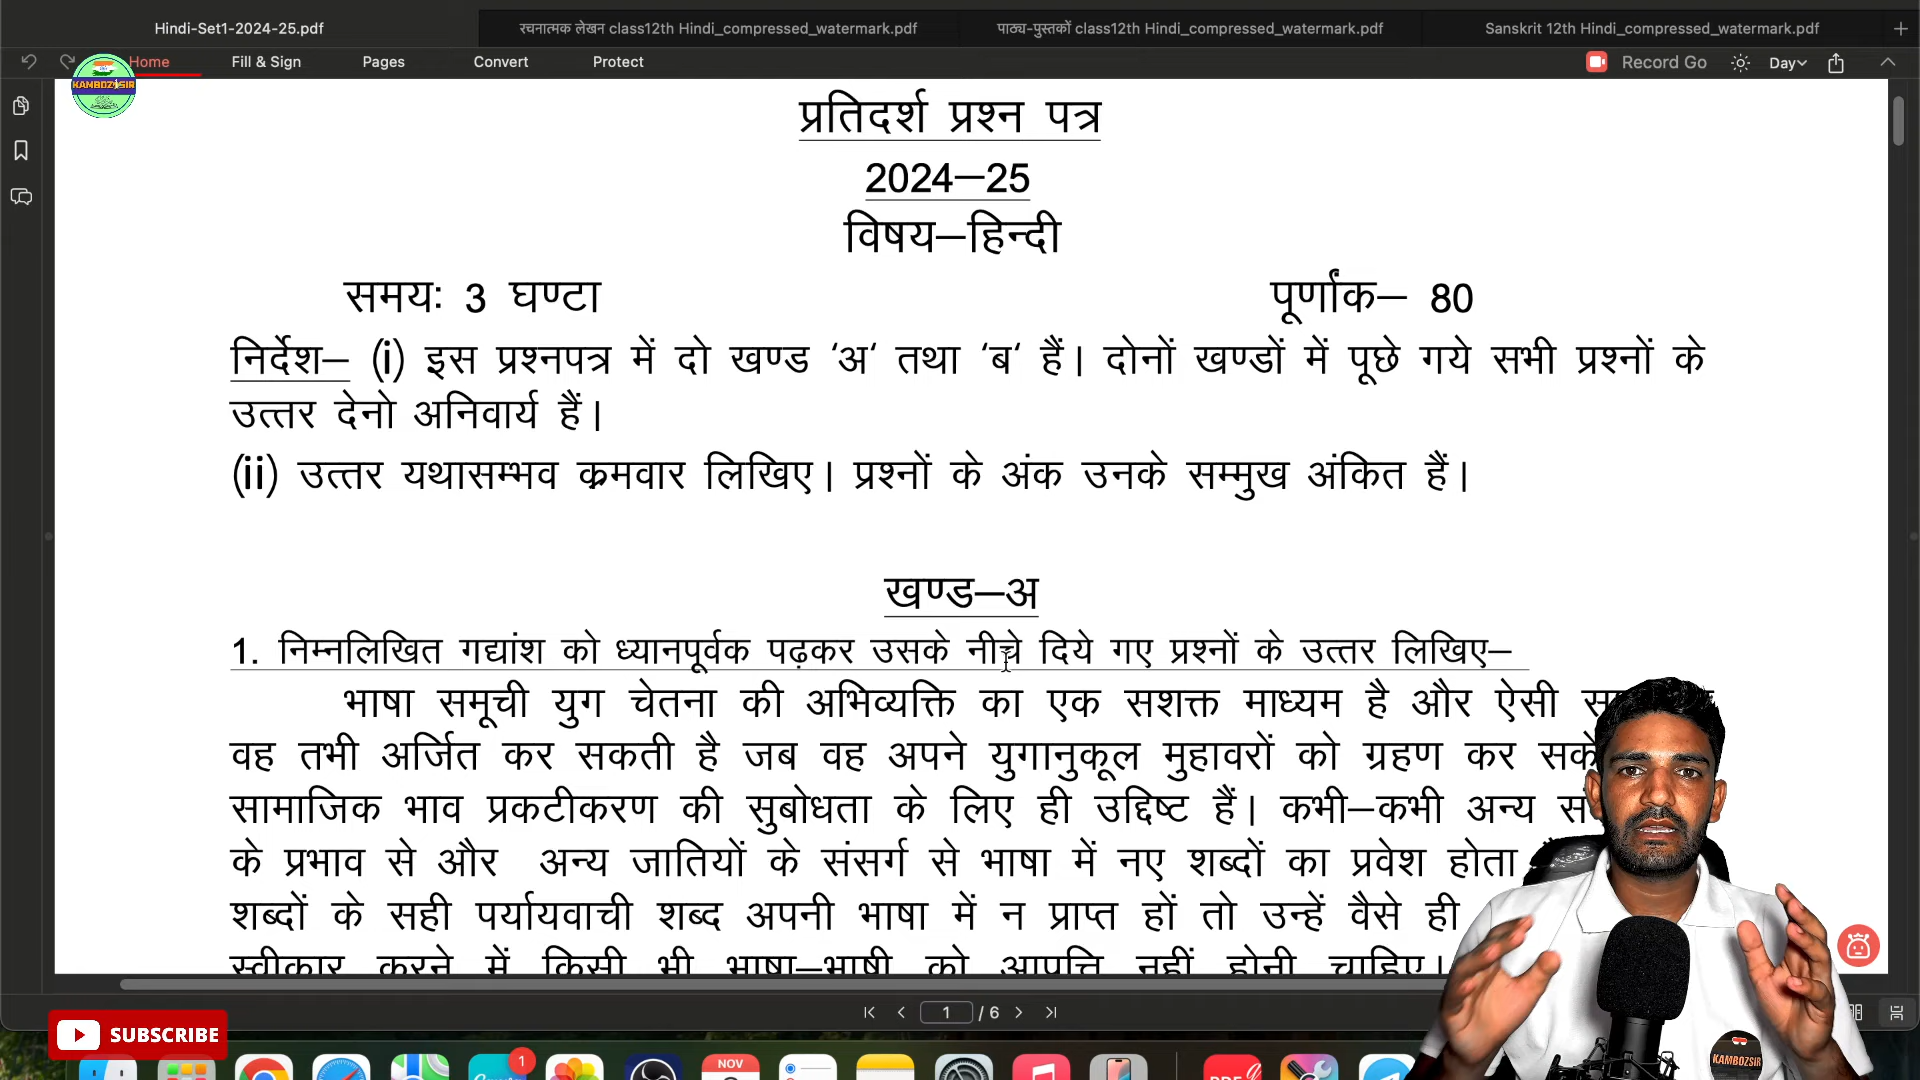 Hindi-Set1-2024-25.pdf
रचनात्मक लेखन class12th Hindi_compressed_watermark.pdf
पाठ्य-पुस्तकों class12th Hindi_compressed_watermark.pdf
Sanskrit 12th Hindi_compressed_watermark.pdf
Home
Fill & Sign
Pages
Convert
Protect
Record Go
Day
KAMBOZSIR
प्रतिदर्श प्रश्न पत्र
2024–25
विषय–हिन्दी
समयः 3 घण्टा
पूर्णांक– 80
निर्देश– (i) इस प्रश्नपत्र में दो खण्ड ‘अ‘ तथा ‘ब‘ हैं। दोनों खण्डों में पूछे गये सभी प्रश्नों के
उत्तर देनो अनिवार्य हैं।
(ii) उत्तर यथासम्भव क्रमवार लिखिए। प्रश्नों के अंक उनके सम्मुख अंकित हैं।
खण्ड–अ
1. निम्नलिखित गद्यांश को ध्यानपूर्वक पढ़कर उसके नीचे दिये गए प्रश्नों के उत्तर लिखिए–
भाषा समूची युग चेतना की अभिव्यक्ति का एक सशक्त माध्यम है और ऐसी
वह तभी अर्जित कर सकती है जब वह अपने युगानुकूल मुहावरों को ग्रहण कर सके
सामाजिक भाव प्रकटीकरण की सुबोधता के लिए ही उद्दिष्ट हैं। कभी–कभी अन्य
के प्रभाव से और अन्य जातियों के संसर्ग से भाषा में नए शब्दों का प्रवेश होता
शब्दों के सही पर्यायवाची शब्द अपनी भाषा में न प्राप्त हों तो उन्हें वैसे ही
स्वीकार करने में किसी भी भाषा–भाषी को आपत्ति नहीं होनी चाहिए।
1 / 6
SUBSCRIBE
1
NOV
KAMBOZSIR